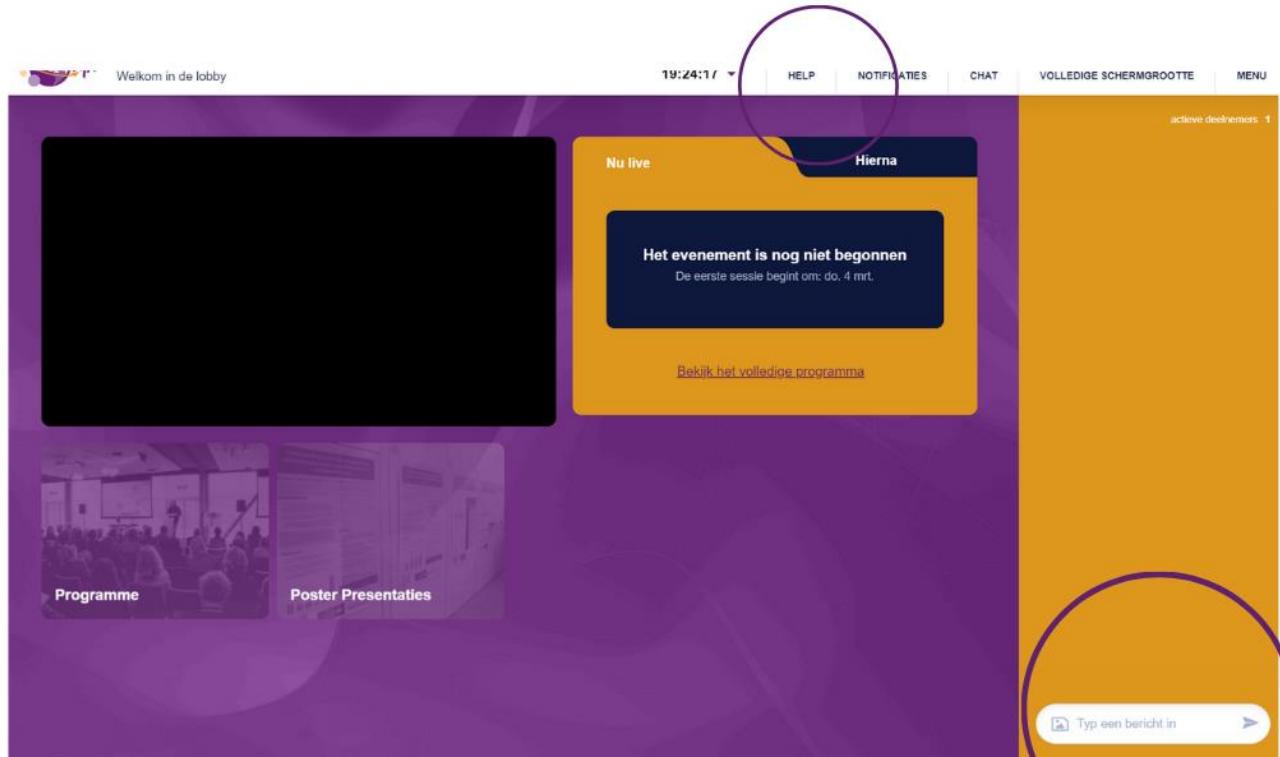 Welkom in de lobby
19:24:17
HELP
NOTIFICATIES
CHAT
VOLLEDIGE SCHERMGROOTTE
MENU
actieve deelnemers 1
Nu live
Hierna
Het evenement is nog niet begonnen
De eerste sessie begint om: do. 4 mrt.
Bekijk het volledige programma
Programme
Poster Presentaties
Typ een bericht in